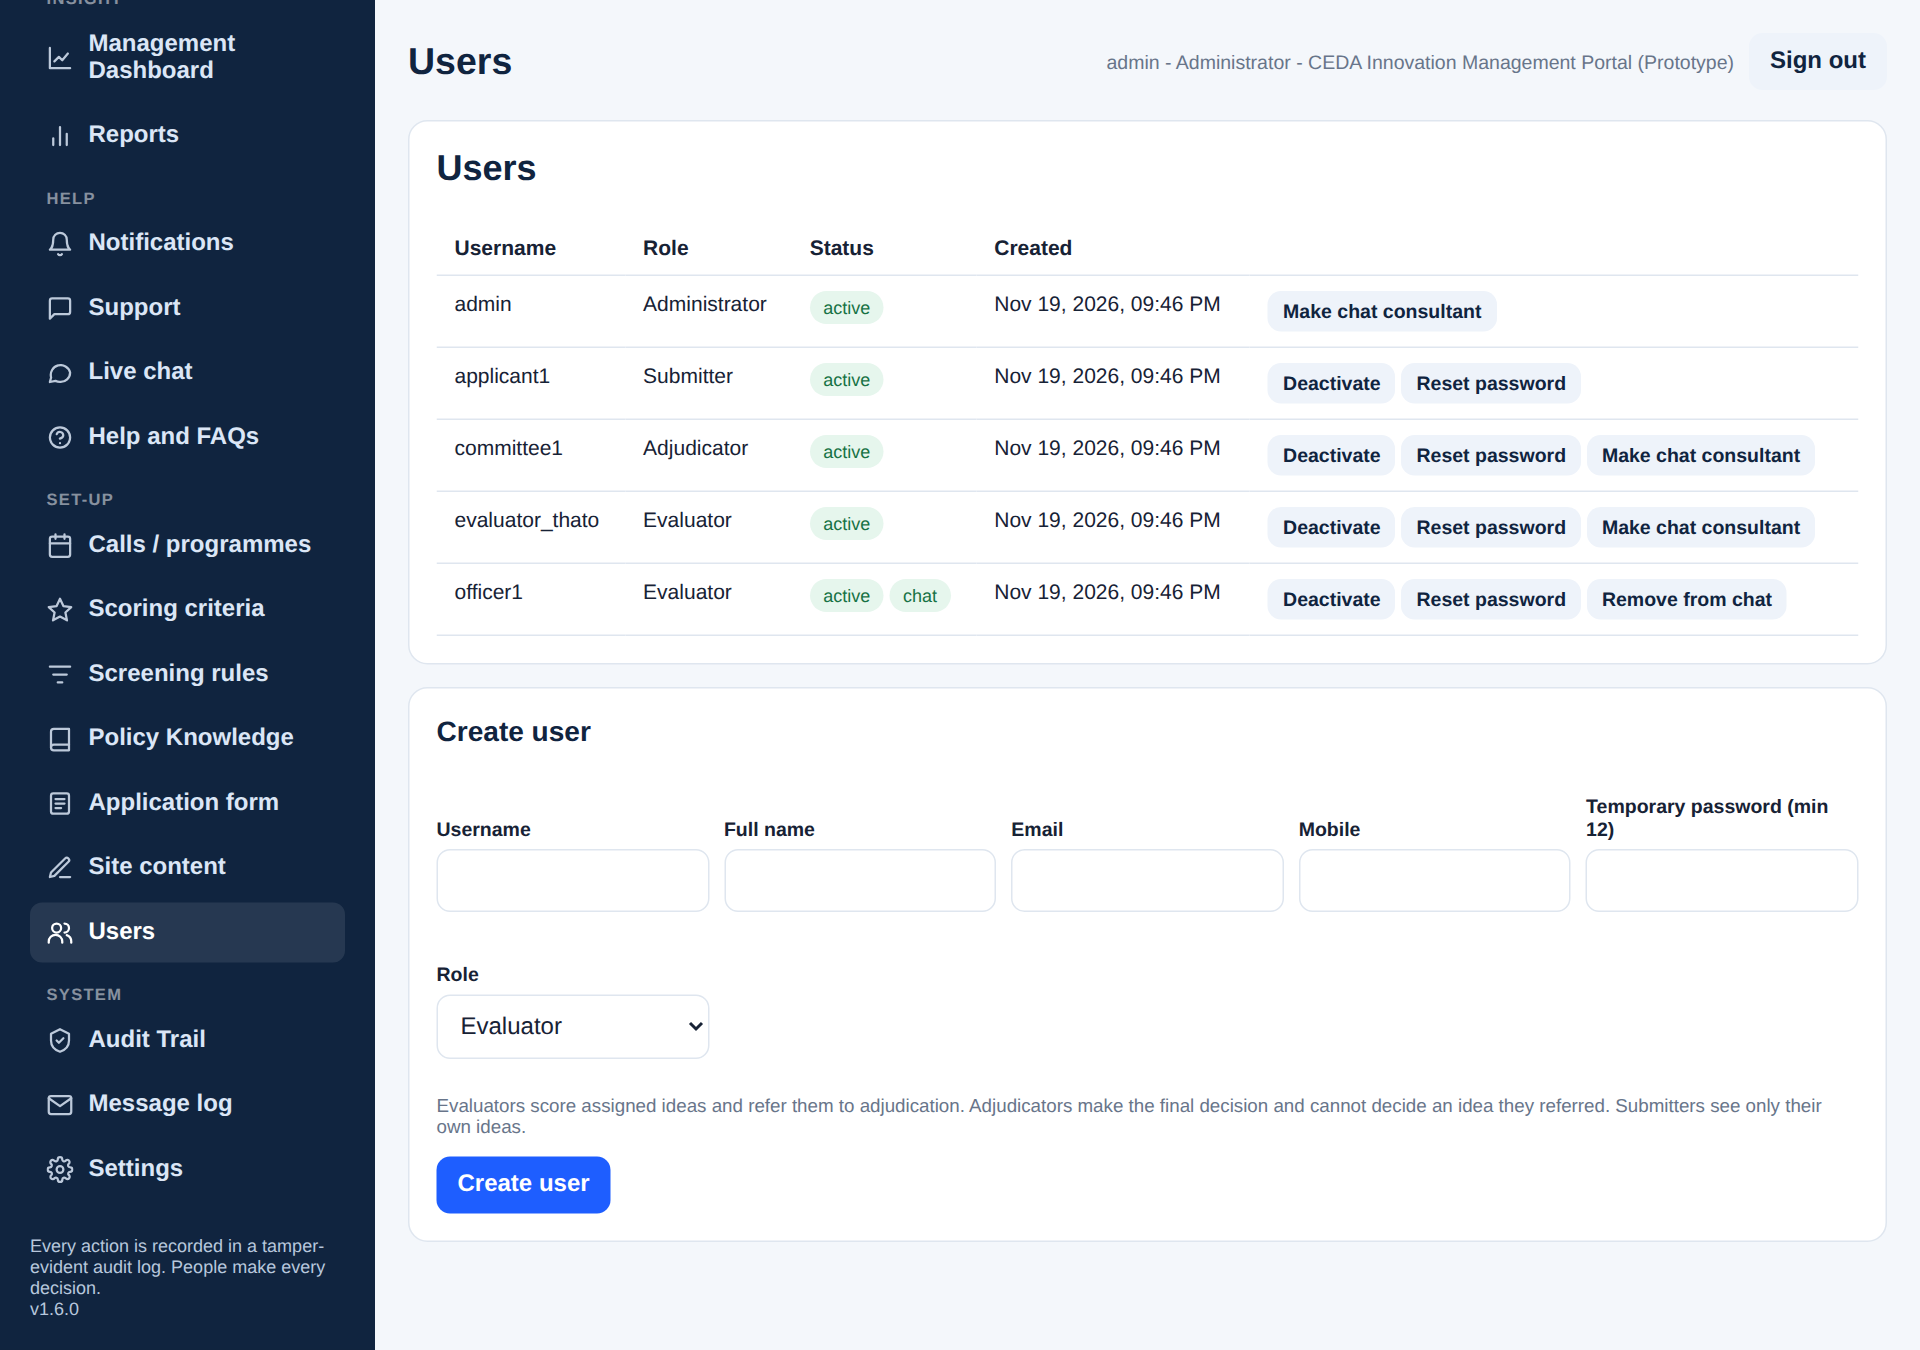 INSIGHT
Management
Dashboard
Reports
HELP
Notifications
Support
Live chat
Help and FAQs
SET-UP
Calls / programmes
Scoring criteria
Screening rules
Policy Knowledge
Application form
Site content
Users
SYSTEM
Audit Trail
Message log
Settings
Every action is recorded in a tamper-
evident audit log. People make every
decision.
v1.6.0
Users
admin - Administrator - CEDA Innovation Management Portal (Prototype)
Sign out
Users
Username Role Status Created
admin Administrator active Nov 19, 2026, 09:46 PM Make chat consultant
applicant1 Submitter active Nov 19, 2026, 09:46 PM Deactivate Reset password
committee1 Adjudicator active Nov 19, 2026, 09:46 PM Deactivate Reset password Make chat consultant
evaluator_thato Evaluator active Nov 19, 2026, 09:46 PM Deactivate Reset password Make chat consultant
officer1 Evaluator active chat Nov 19, 2026, 09:46 PM Deactivate Reset password Remove from chat
Create user
Username Full name Email Mobile Temporary password (min
12)
Role
Evaluator
Evaluators score assigned ideas and refer them to adjudication. Adjudicators make the final decision and cannot decide an idea they referred. Submitters see only their
own ideas.
Create user